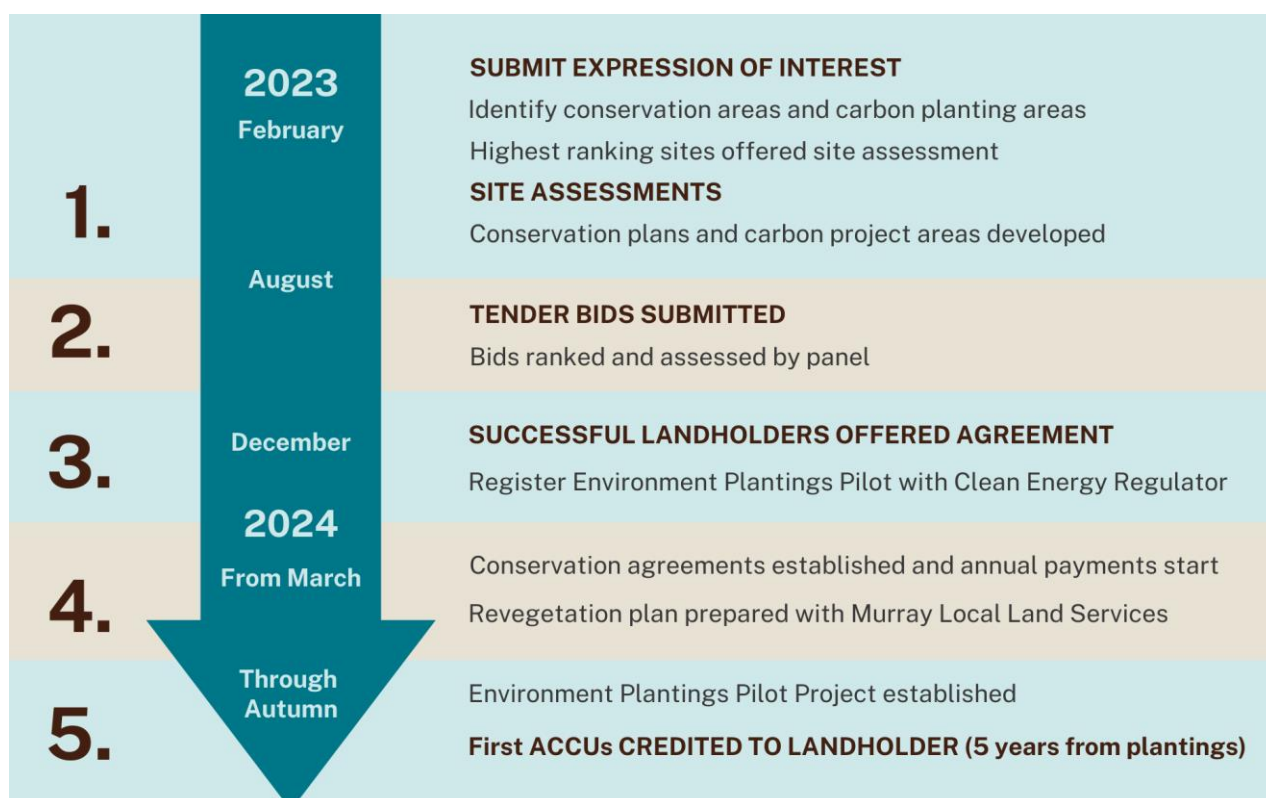 1.
2023
February
August
SUBMIT EXPRESSION OF INTEREST
Identify conservation areas and carbon planting areas
Highest ranking sites offered site assessment
SITE ASSESSMENTS
Conservation plans and carbon project areas developed
2.
TENDER BIDS SUBMITTED
Bids ranked and assessed by panel
3.
December
2024
SUCCESSFUL LANDHOLDERS OFFERED AGREEMENT
Register Environment Plantings Pilot with Clean Energy Regulator
4.
From March
Conservation agreements established and annual payments start
Revegetation plan prepared with Murray Local Land Services
5.
Through
Autumn
Environment Plantings Pilot Project established
First ACCUs CREDITED TO LANDHOLDER (5 years from plantings)